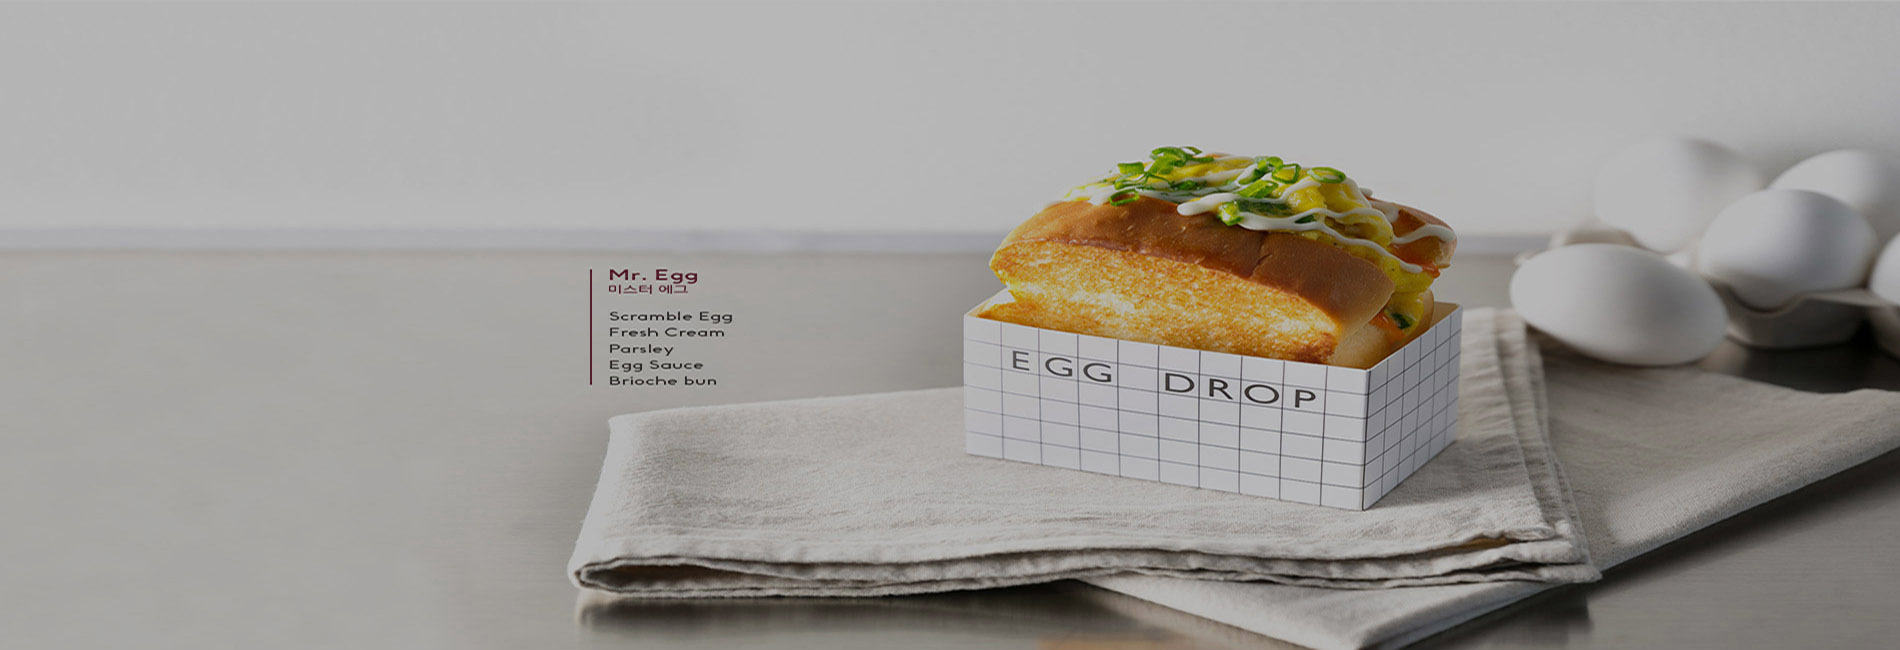 Mr. Egg
미스터 에그
Scramble Egg
Fresh Cream
Parsley
Egg Sauce
Brioche bun
EGG DROP